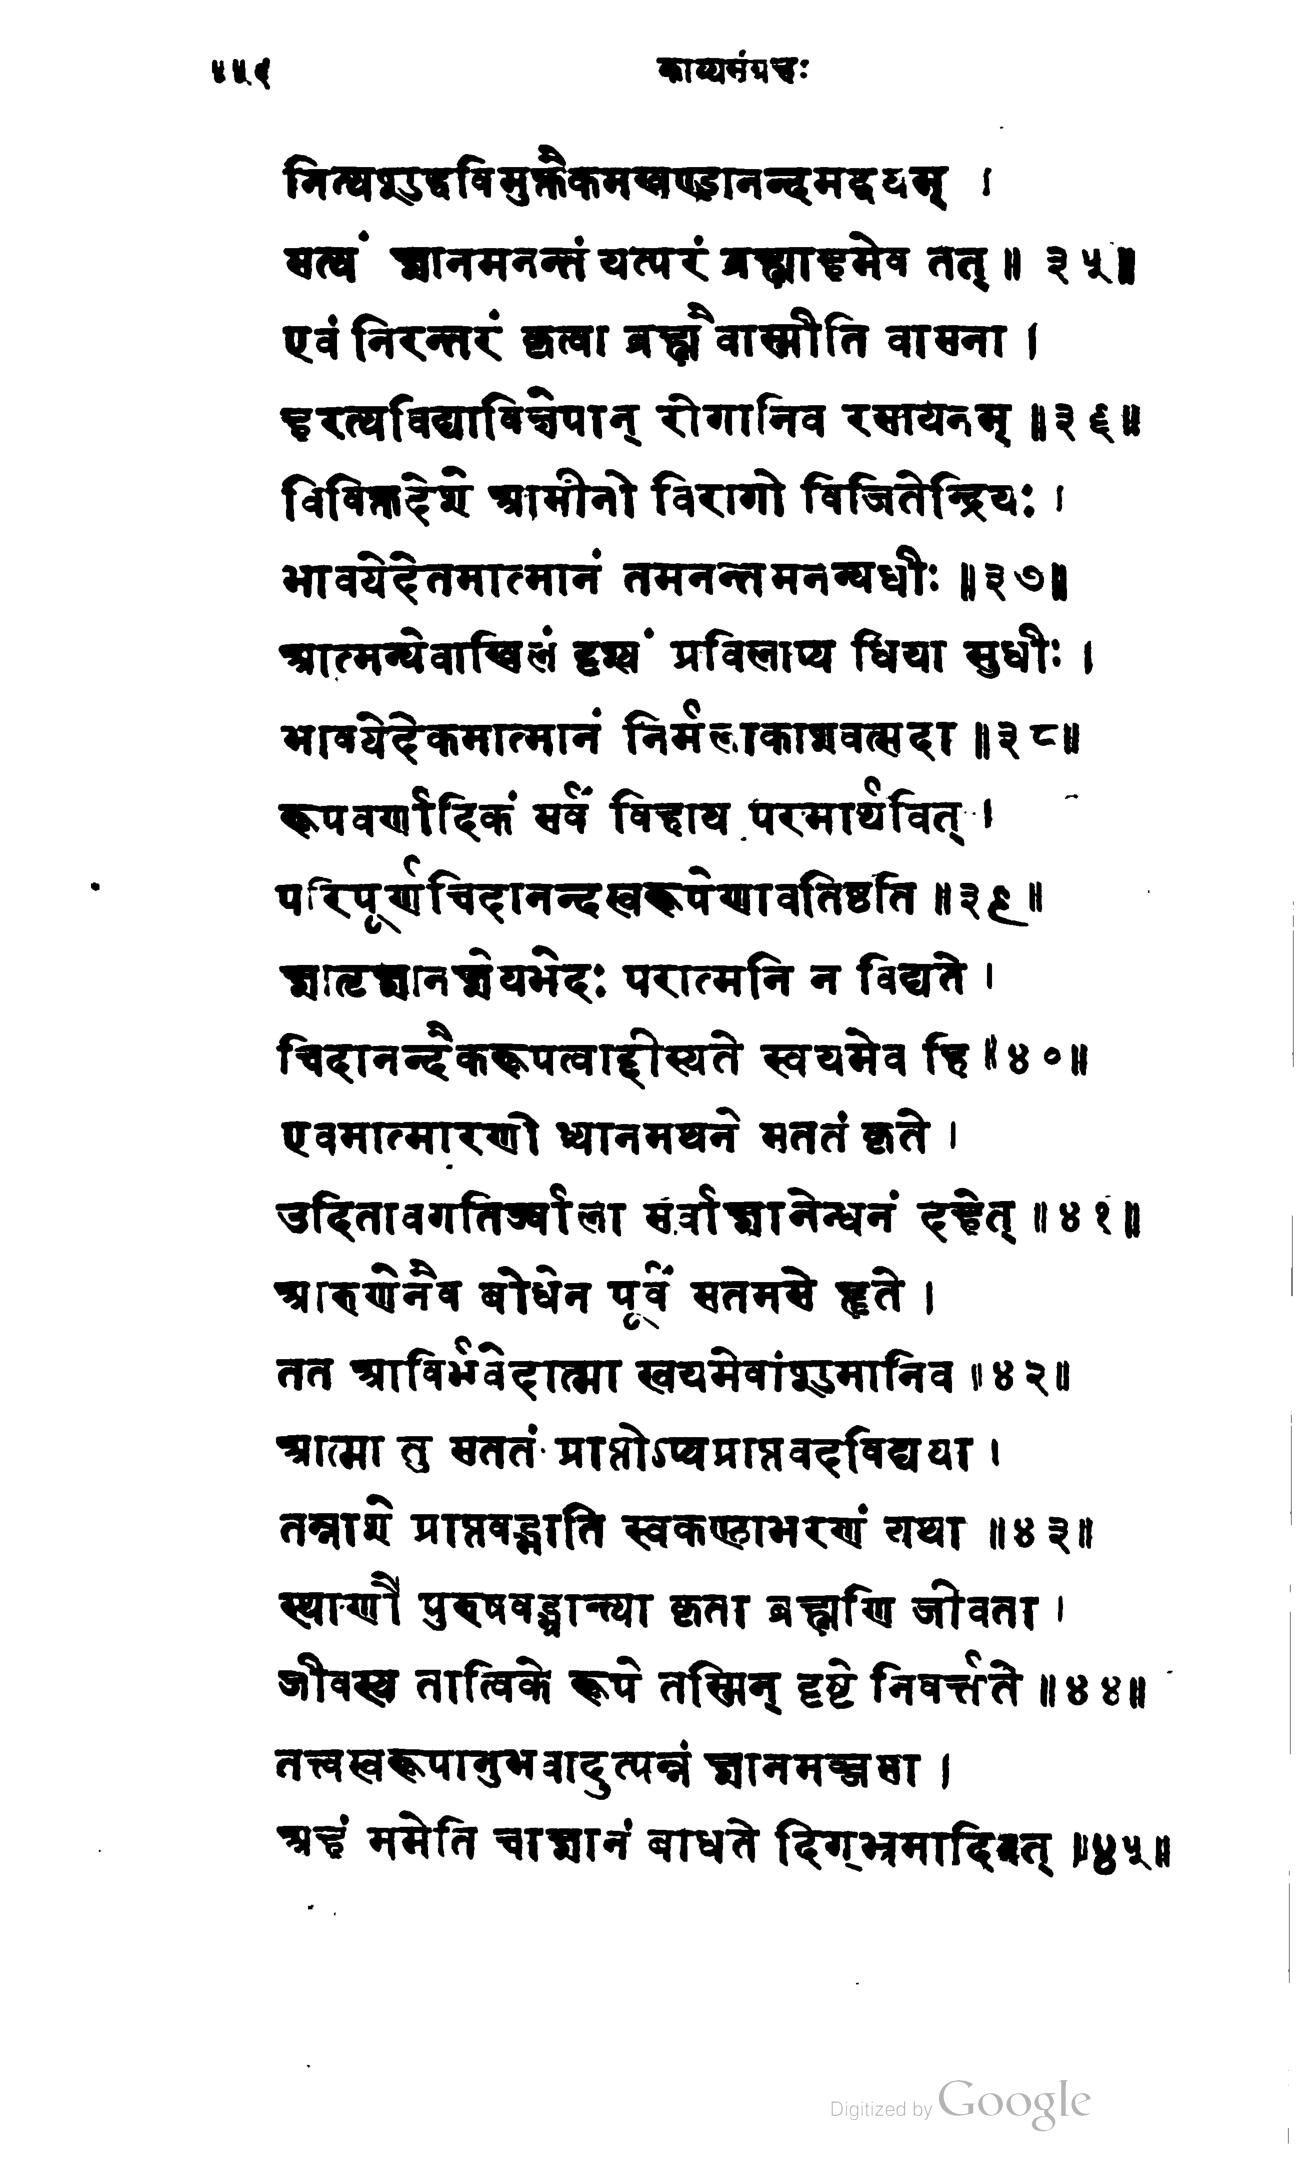 ४५६ काव्यसंग्रहः
नित्यशुद्धविमुक्तैकमखण्डानन्दमद्वयम् ।
सत्यं ज्ञानमनन्तं यत्परं ब्रह्माहमेव तत् ॥ ३५॥
एवं निरन्तरं कृत्वा ब्रह्मैवास्मीति वासना ।
हरत्यविद्याविक्षेपान् रोगानिव रसायनम् ॥३६॥
विविक्तदेशे आसीनो विरागो विजितेन्द्रियः ।
भावयेदेतमात्मानं तमनन्तमनन्यधीः ॥३७॥
आत्मन्येवाखिलं दृश्यं प्रविलाप्य धिया सुधीः ।
भावयेदेकमात्मानं निर्मलाकाशवत्सदा ॥३८॥
रूपवर्णादिकं सर्वं विहाय परमार्थवित् ।
परिपूर्णचिदानन्दस्वरूपेणावतिष्ठति ॥३९॥
ज्ञातृज्ञानज्ञेयभेदः परात्मनि न विद्यते ।
चिदानन्दैकरूपत्वाद्दीस्यते स्वयमेव हि ॥४०॥
एवमात्मारणो ध्यानमथने सततं कृते ।
उदितावगतिर्ज्वाला सर्वाज्ञानेन्धनं दहेत् ॥४१॥
आरुणेनैव बोधेन पूर्वं सतमसे हृते ।
तत आविर्भवेदात्मा स्वयमेवांशुमानिव ॥४२॥
आत्मा तु सततं प्राप्तोऽप्यप्राप्तवदविद्यया ।
तन्नाशे प्राप्तवद्भाति स्वकण्ठाभरणं यथा ॥४३॥
स्थाणौ पुरुषवद्भ्रान्त्या कृता ब्रह्मणि जीवता ।
जीवस्य तात्विके रूपे तस्मिन् दृष्टे निवर्त्तते ॥४४॥
तत्त्वस्वरूपानुभवादुत्पन्नं ज्ञानमञ्जसा ।
अहं ममेति चाज्ञानं बाधते दिग्भ्रमादिवत् ॥४५॥
Digitized by Google